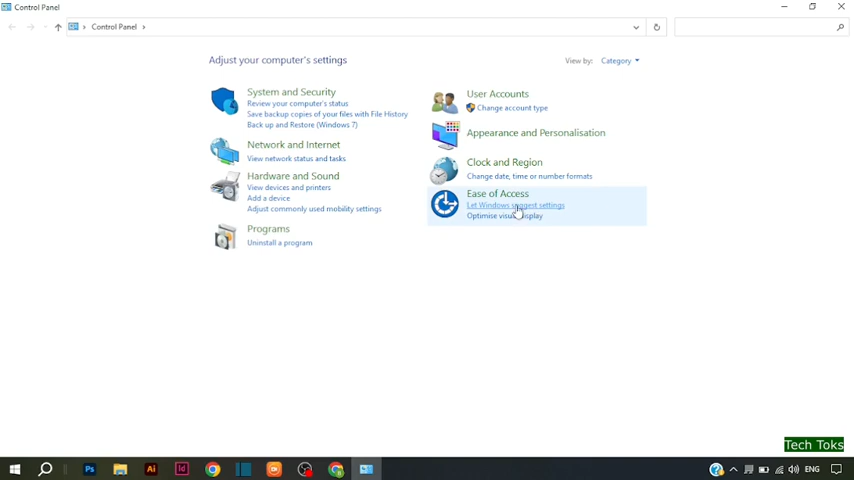 Control Panel
Control Panel
Adjust your computer's settings
View by: Category
System and Security
Review your computer's status
Save backup copies of your files with File History
Back up and Restore (Windows 7)
Network and Internet
View network status and tasks
Hardware and Sound
View devices and printers
Add a device
Adjust commonly used mobility settings
Programs
Uninstall a program
User Accounts
Change account type
Appearance and Personalisation
Clock and Region
Change date, time or number formats
Ease of Access
Let Windows suggest settings
Optimise visual display
Tech Toks
Ps
Ai
Id
ENG